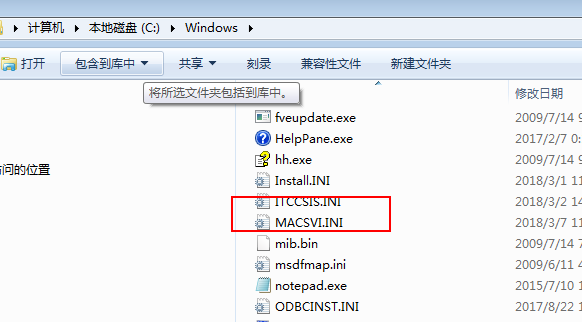 计算机 ▸ 本地磁盘 (C:) ▸ Windows ▸
打开 包含到库中 ▼ 共享 ▼ 刻录 兼容性文件 新建文件夹
将所选文件夹包括到库中。
修改日期
fveupdate.exe 2009/7/14 9
HelpPane.exe 2017/2/7 0
问的位置 hh.exe 2009/7/14 9
Install.INI 2018/3/1 11
ITCCSIS.INI 2018/3/2 14
MACSVI.INI 2018/3/7 11
mib.bin 2009/7/14 7
msdfmap.ini 2009/6/11 4
notepad.exe 2015/7/10 1
ODBCINST.INI 2017/8/22